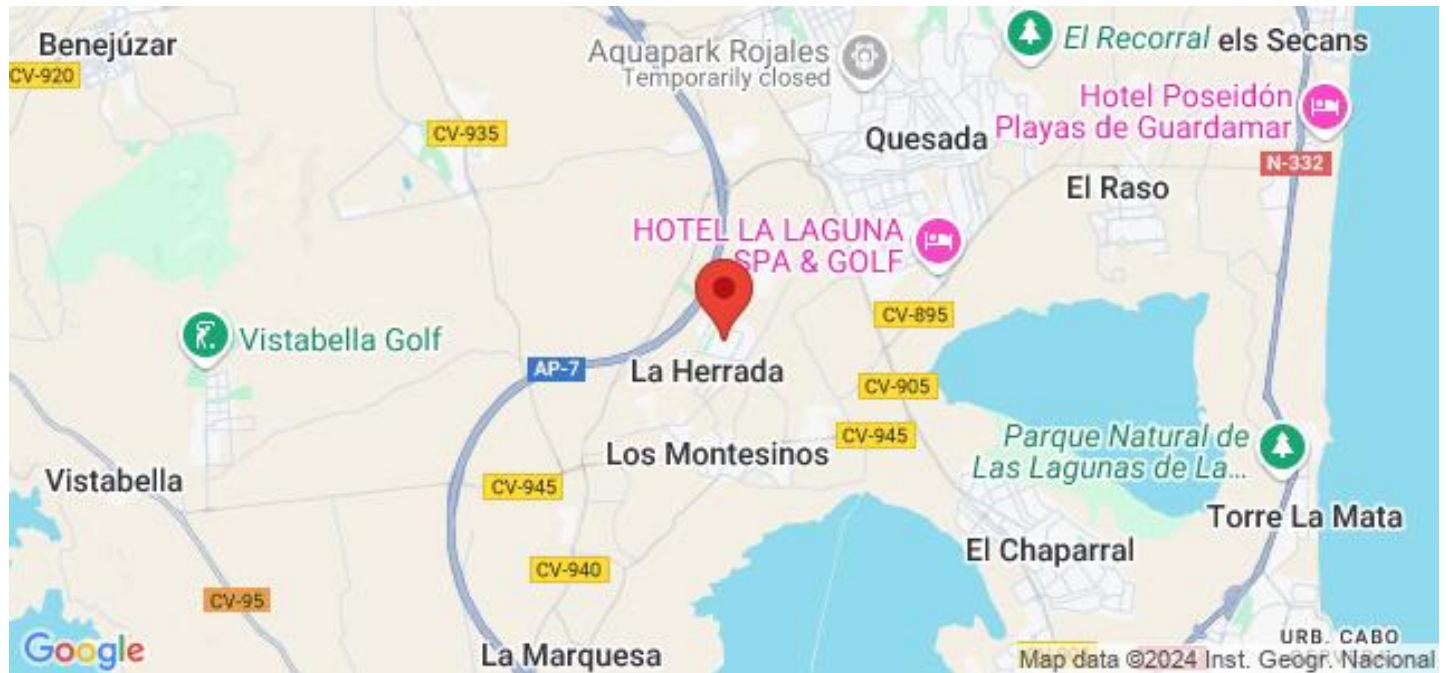 Benejúzar
CV-920
Aquapark Rojales
Temporarily closed
El Recorral
els Secans
Hotel Poseidón
Playas de Guardamar
CV-935
Quesada
N-332
El Raso
HOTEL LA LAGUNA
SPA & GOLF
CV-895
Vistabella Golf
AP-7
La Herrada
CV-905
CV-945
Parque Natural de
Las Lagunas de La...
Los Montesinos
Vistabella
CV-945
Torre La Mata
El Chaparral
CV-940
CV-95
URB. CABO
Google
La Marquesa
Map data ©2024 Inst. Geogr. Nacional